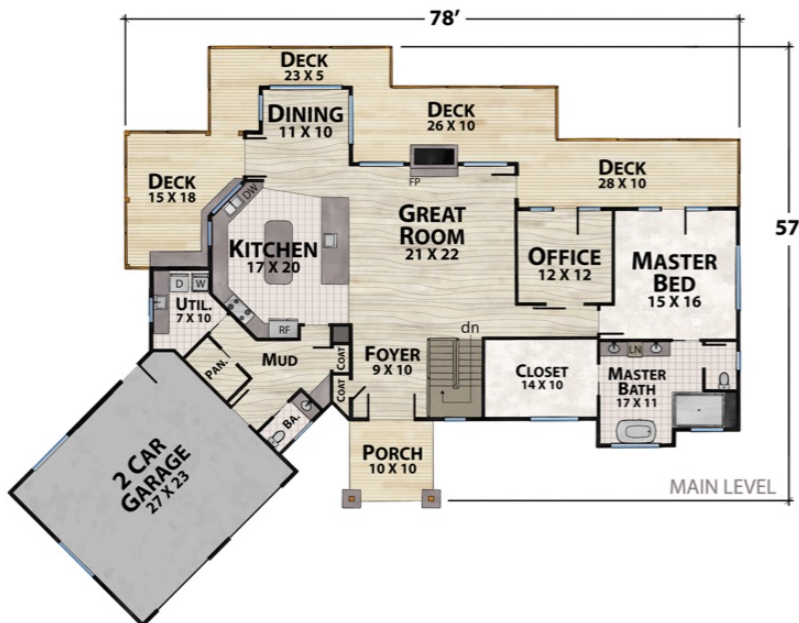 78'
DECK
23 X 5
DINING
11 X 10
DECK
26 X 10
DECK
15 X 18
DW
FP
dn
DECK
28 X 10
57
KITCHEN
17 X 20
GREAT
ROOM
21 X 22
OFFICE
12 X 12
MASTER
BED
15 X 16
D
W
UTIL.
7 X 10
RF
PAN.
MUD
COAT
COAT
FOYER
9 X 10
dn
CLOSET
14 X 10
LN
MASTER
BATH
17 X 11
BA.
2 CAR
GARAGE
27 X 23
PORCH
10 X 10
MAIN LEVEL